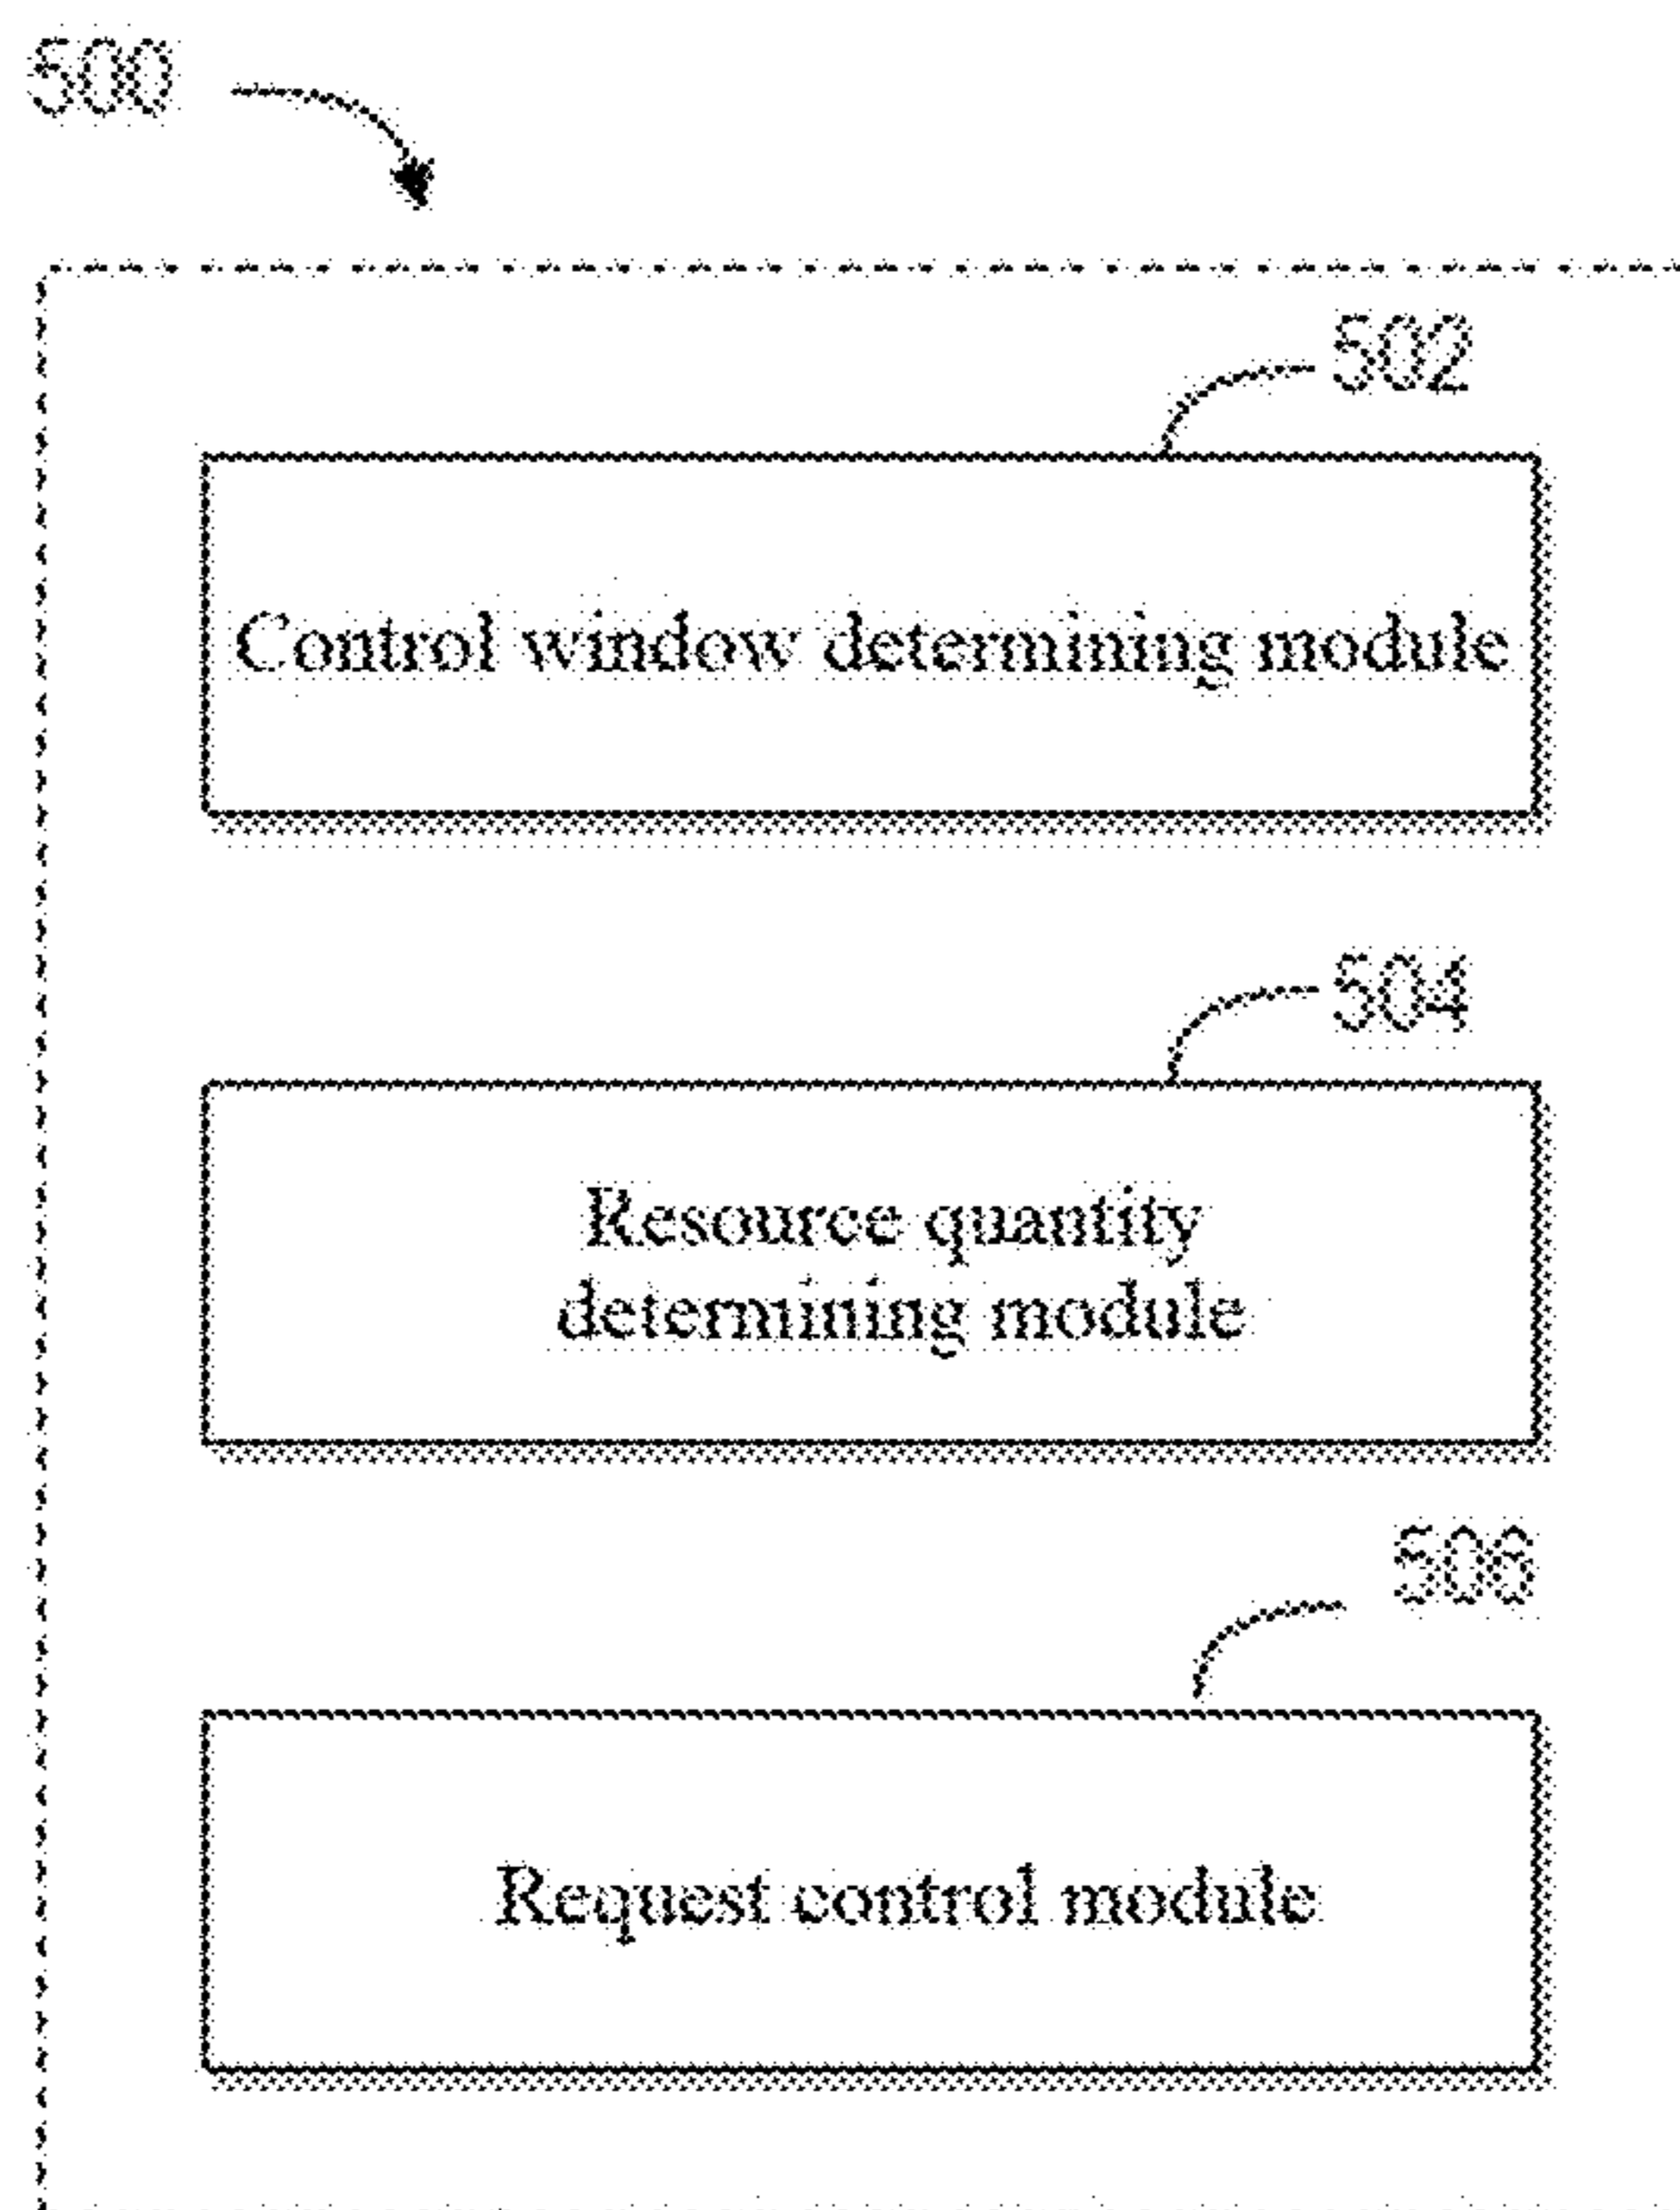 500
502
Control window determining module
504
Resource quantity
determining module
506
Request control module